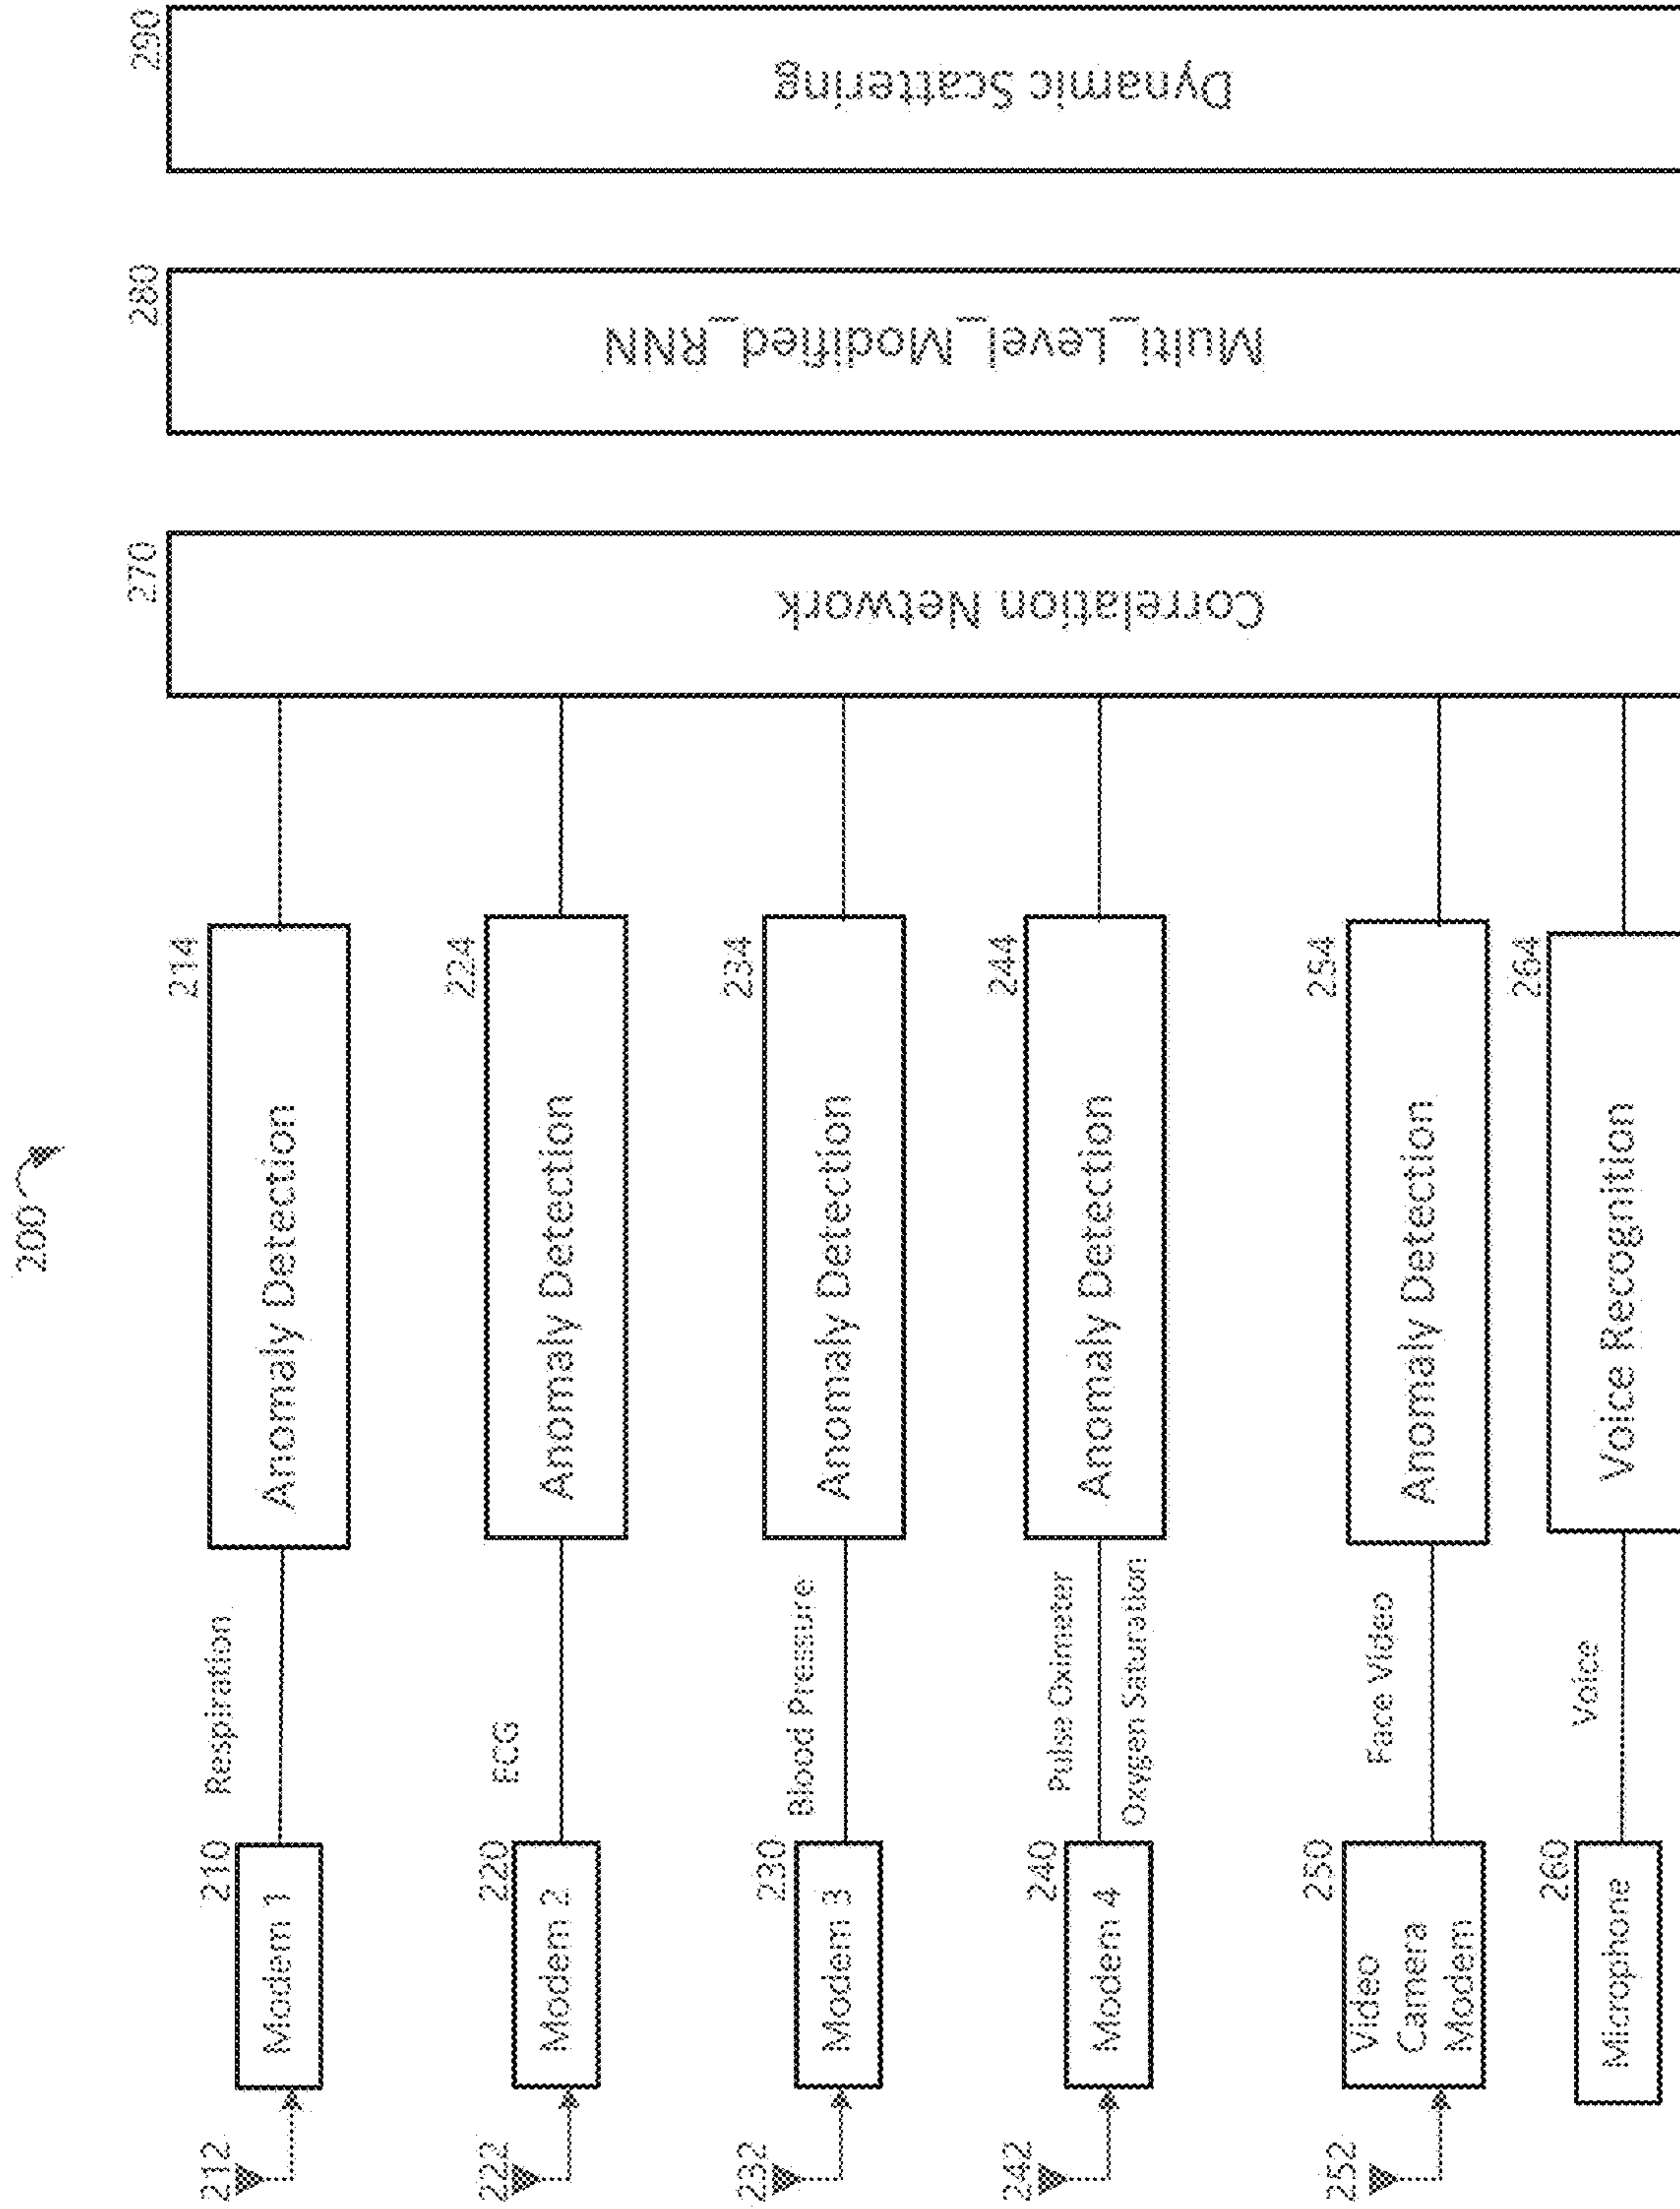 200
212
210
Modem 1
Respiration
214
Anomaly Detection
222
220
Modem 2
ECG
224
Anomaly Detection
232
230
Modem 3
Blood Pressure
234
Anomaly Detection
242
240
Modem 4
Pulse Oximeter
Oxygen Saturation
244
Anomaly Detection
252
250
Video
Camera
Modem
Face Video
254
Anomaly Detection
260
Microphone
Voice
264
Voice Recognition
270
Correlation Network
280
Multi_Level_Modified_RNN
290
Dynamic Scattering